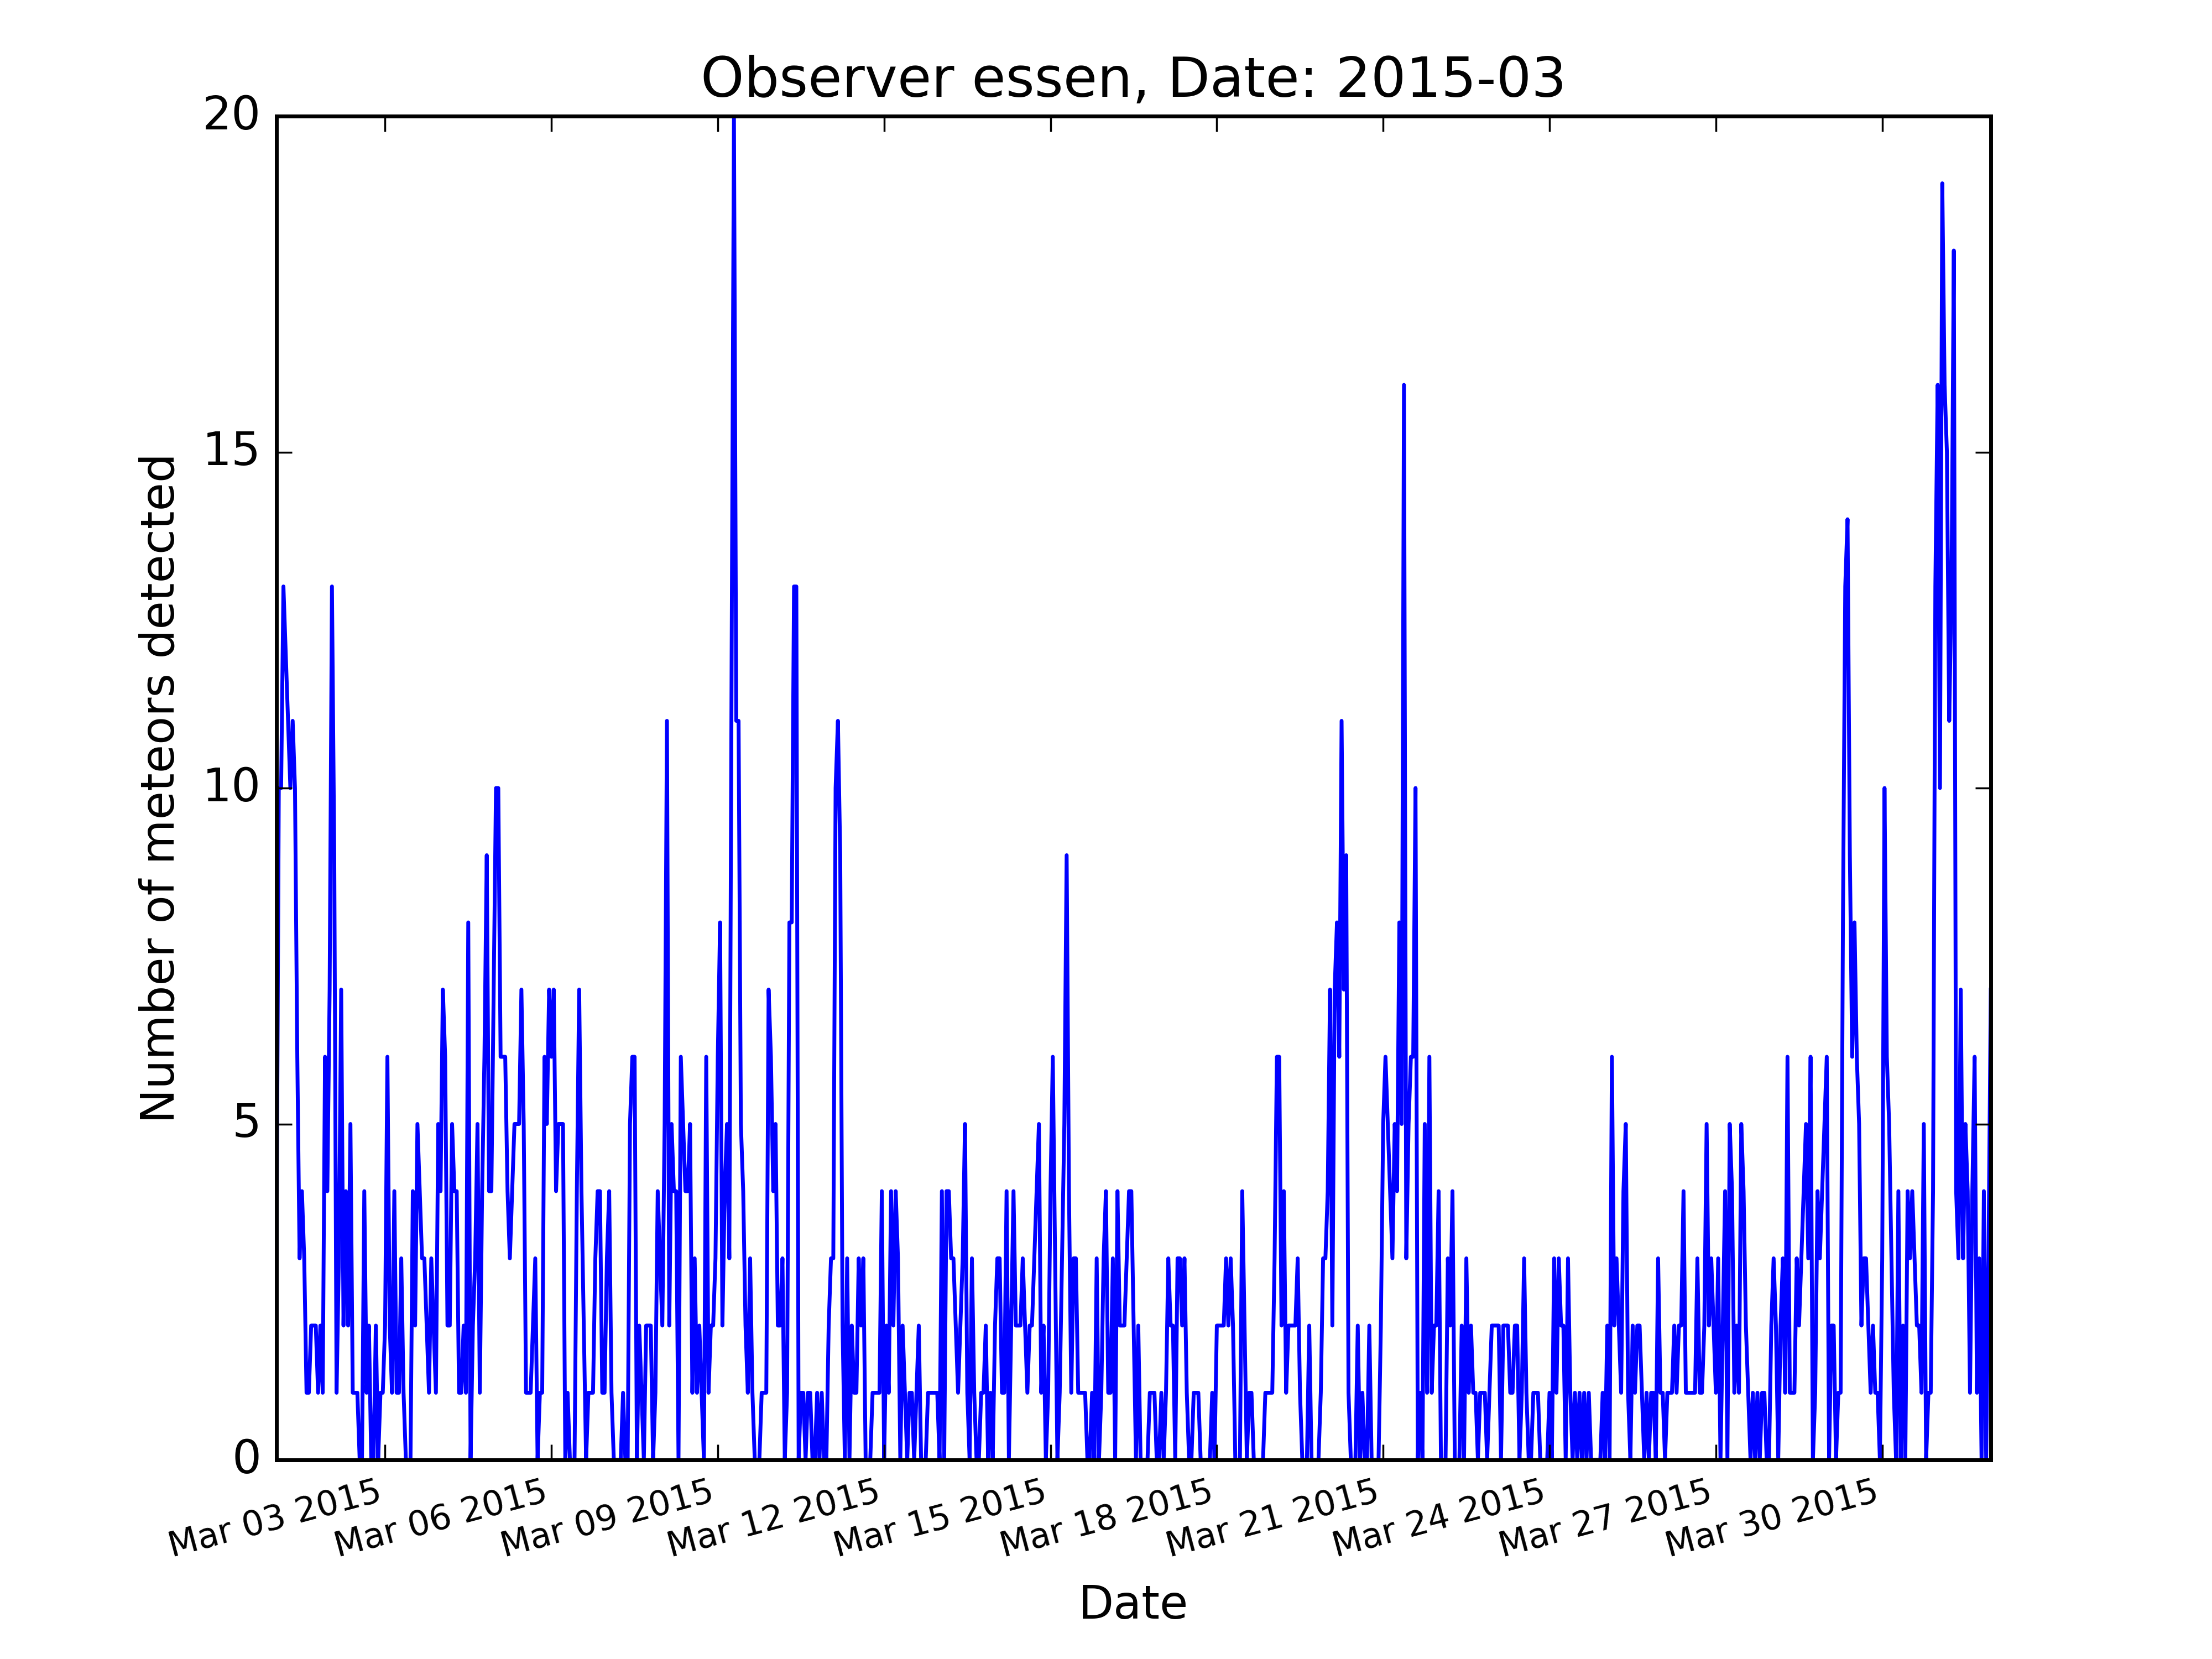 Observer essen, Date: 2015-03
20
15
10
5
0
Number of meteors detected
Mar 03 2015
Mar 06 2015
Mar 09 2015
Mar 12 2015
Mar 15 2015
Mar 18 2015
Mar 21 2015
Mar 24 2015
Mar 27 2015
Mar 30 2015
Date